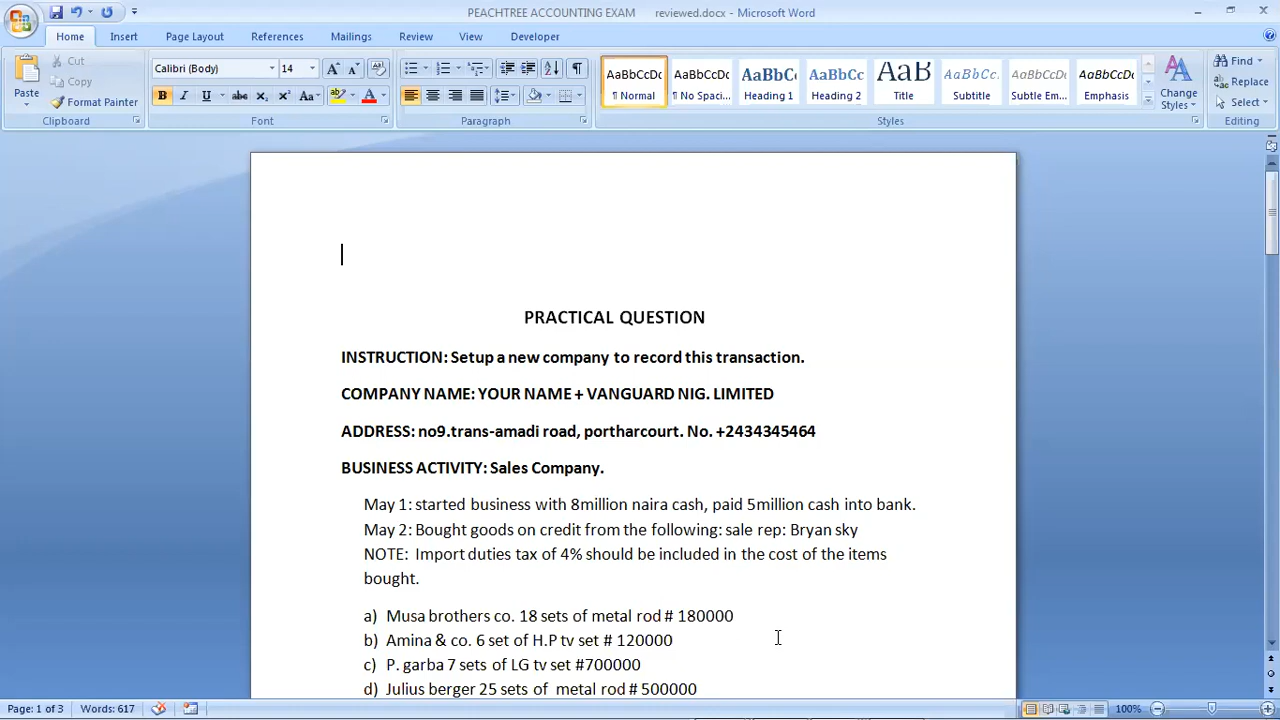 PEACHTREE ACCOUNTING EXAM reviewed.docx - Microsoft Word
Home Insert Page Layout References Mailings Review View Developer
Paste
Cut
Copy
Format Painter
Clipboard
Calibri (Body) 14
Font
Paragraph
AaBbCcDc AaBbCcDc AaBbC AaBbCc AaB AaBbCc. AaBbCcDc AaBbCcDc
¶ Normal ¶ No Spaci... Heading 1 Heading 2 Title Subtitle Subtle Em... Emphasis
Change Styles
Styles
Find
Replace
Select
Editing
PRACTICAL QUESTION
INSTRUCTION: Setup a new company to record this transaction.
COMPANY NAME: YOUR NAME + VANGUARD NIG. LIMITED
ADDRESS: no9.trans-amadi road, portharcourt. No. +2434345464
BUSINESS ACTIVITY: Sales Company.
May 1: started business with 8million naira cash, paid 5million cash into bank.
May 2: Bought goods on credit from the following: sale rep: Bryan sky
NOTE: Import duties tax of 4% should be included in the cost of the items
bought.
a) Musa brothers co. 18 sets of metal rod # 180000
b) Amina & co. 6 set of H.P tv set # 120000
c) P. garba 7 sets of LG tv set #700000
d) Julius berger 25 sets of metal rod # 500000
Page: 1 of 3 Words: 617 100%